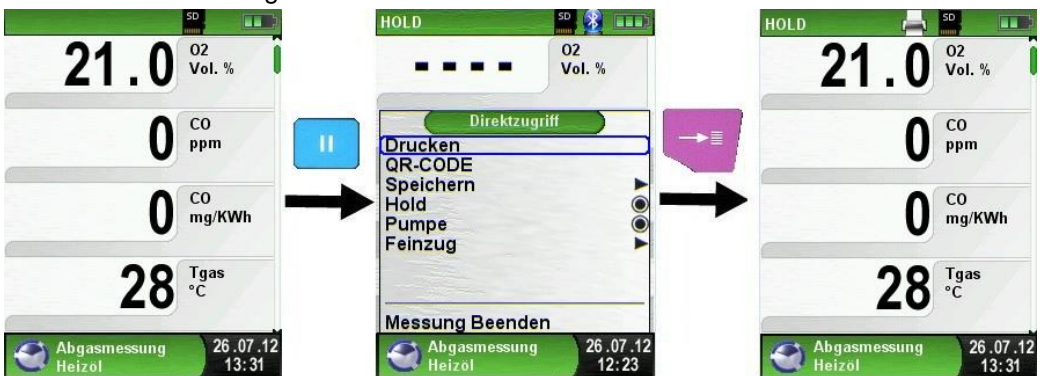 SD
21.0 O2
Vol. %
0 CO
ppm
0 CO
mg/KWh
28 Tgas
°C
Abgasmessung 26.07.12
Heizöl 13:31
HOLD SD
---- O2
Vol. %
Direktzugriff
Drucken
QR-CODE
Speichern
Hold
Pumpe
Feinzug
Messung Beenden
Abgasmessung 26.07.12
Heizöl 12:23
HOLD SD
21.0 O2
Vol. %
0 CO
ppm
0 CO
mg/KWh
28 Tgas
°C
Abgasmessung 26.07.12
Heizöl 13:31